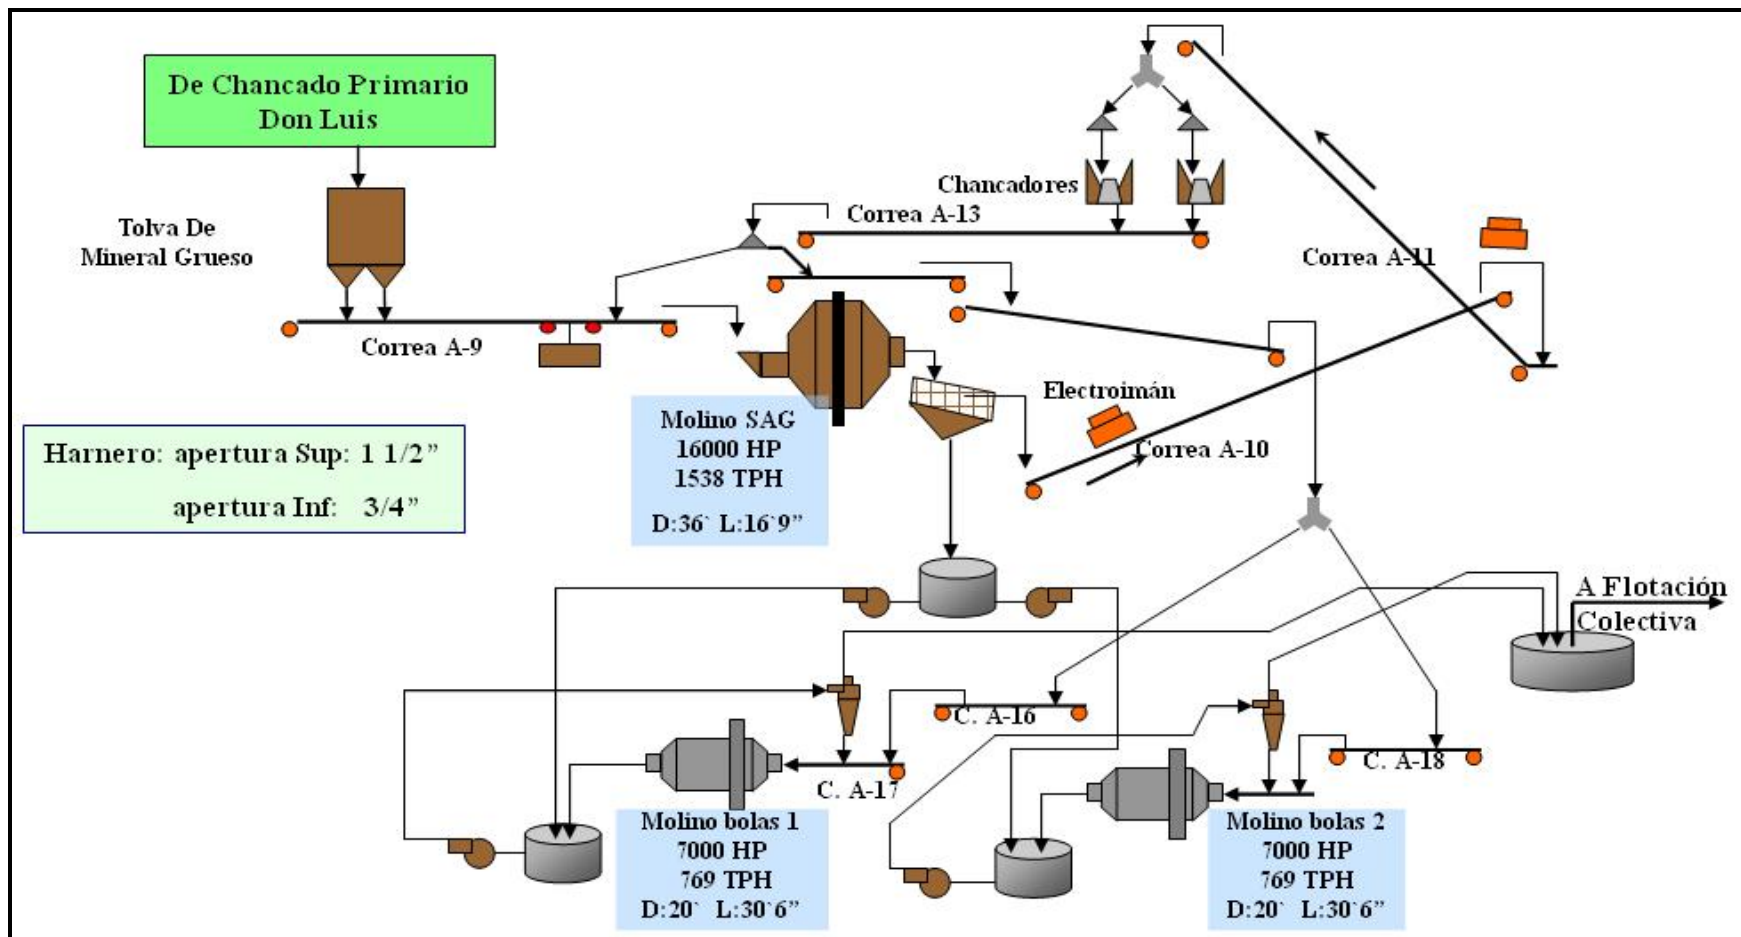 De Chancado Primario
Don Luis
Tolva De
Mineral Grueso
Chancadores
Correa A-13
Correa A-11
Correa A-9
Electroimán
Correa A-10
Molino SAG
16000 HP
1538 TPH
D:36` L:16`9”
Harnero: apertura Sup: 1 1/2”
apertura Inf: 3/4”
A Flotación
Colectiva
C. A-16
C. A-18
C. A-17
Molino bolas 1
7000 HP
769 TPH
D:20` L:30`6”
Molino bolas 2
7000 HP
769 TPH
D:20` L:30`6”